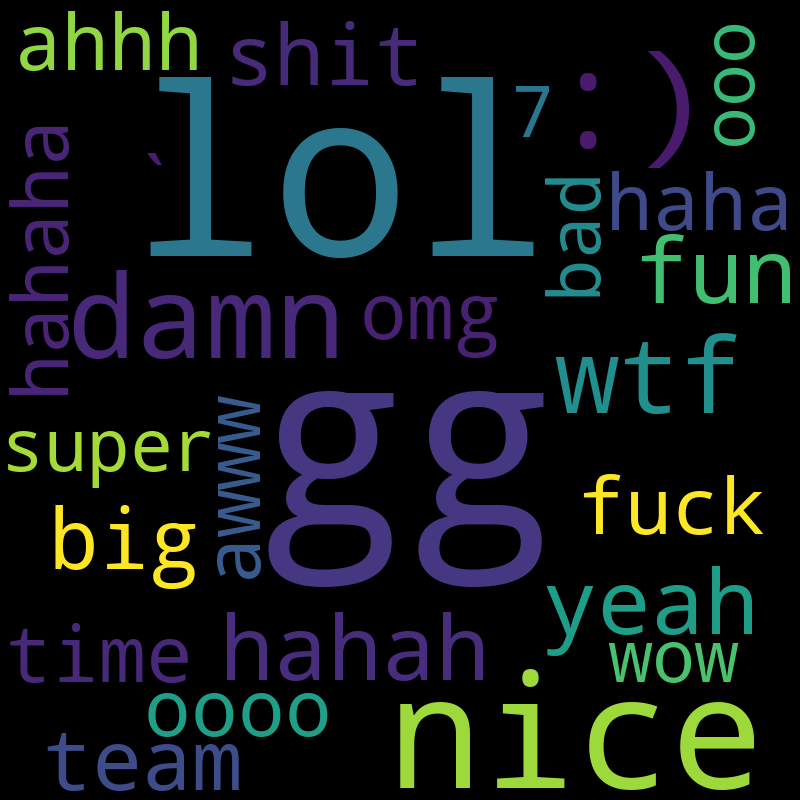 ahhh
shit
ooo
lol
7
:)
`
hahaha
bad
haha
fun
damn
omg
wtf
gg
super
awww
big
fuck
yeah
time
hahah
wow
oooo
nice
team